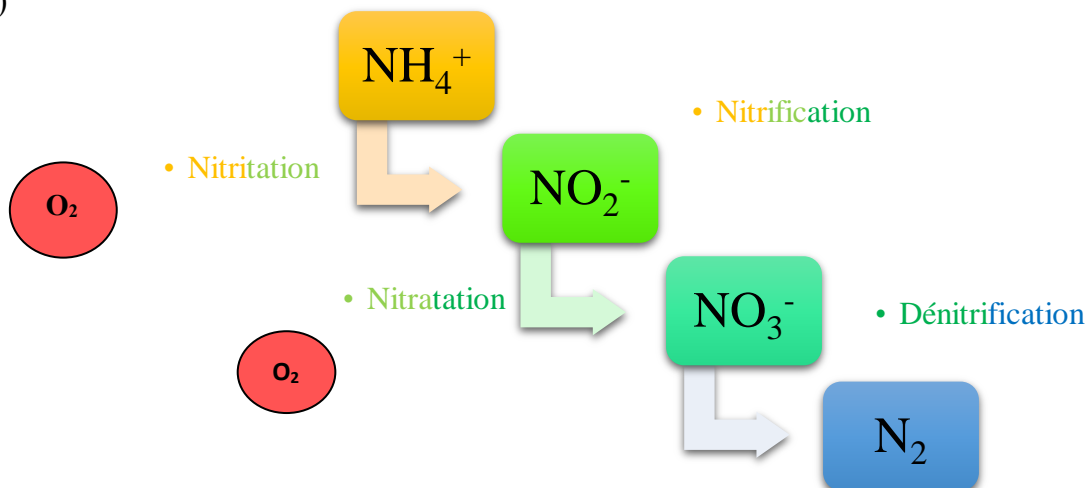 )
NH₄⁺
• Nitrification
• Nitritation
NO₂⁻
O₂
• Nitratation
NO₃⁻
• Dénitrification
O₂
N₂